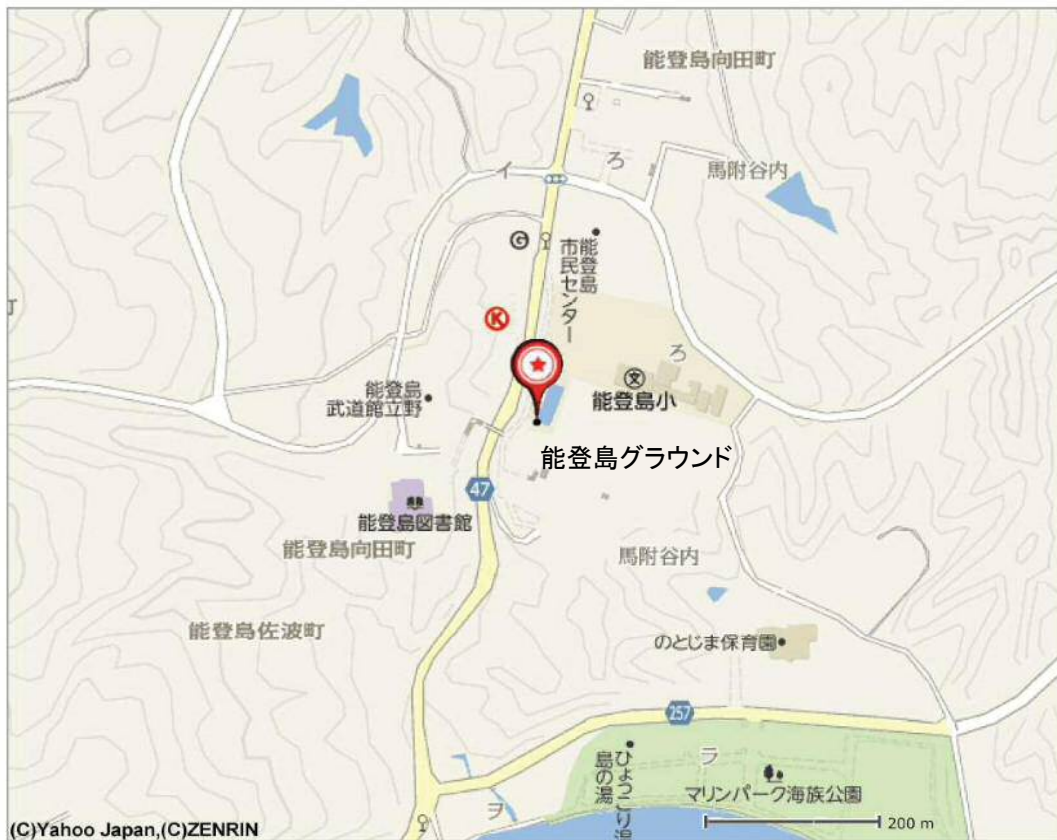 能登島向田町
馬附谷内
ろ
イ
G
能登島
市民センター
K
ろ
文
能登島小
能登島
武道館立野
能登島グラウンド
47
能登島図書館
能登島向田町
馬附谷内
能登島佐波町
のとじま保育園
257
ひょっこり温
島の湯
ラ
マリンパーク海族公園
ヲ
200 m
(C)Yahoo Japan,(C)ZENRIN